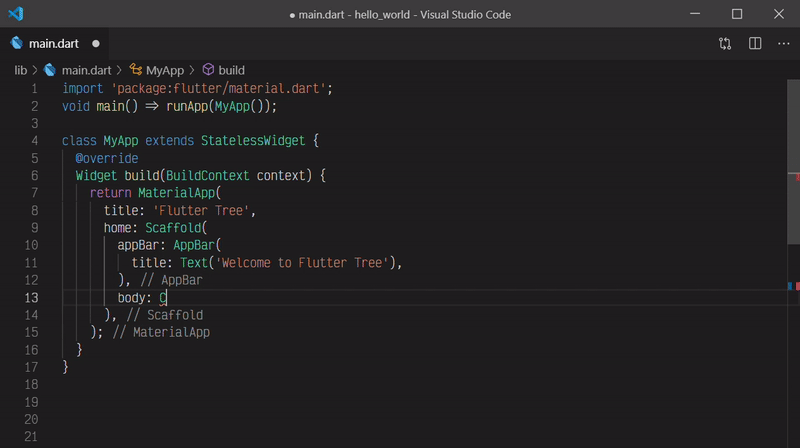 ● main.dart - hello_world - Visual Studio Code
main.dart ●
lib > main.dart > MyApp > build
1 import 'package:flutter/material.dart';
2 void main() => runApp(MyApp());
3
4 class MyApp extends StatelessWidget {
5 @override
6 Widget build(BuildContext context) {
7 return MaterialApp(
8 title: 'Flutter Tree',
9 home: Scaffold(
10 appBar: AppBar(
11 title: Text('Welcome to Flutter Tree'),
12 ), // AppBar
13 body: C
14 ), // Scaffold
15 ); // MaterialApp
16 }
17 }
18
19
20
21